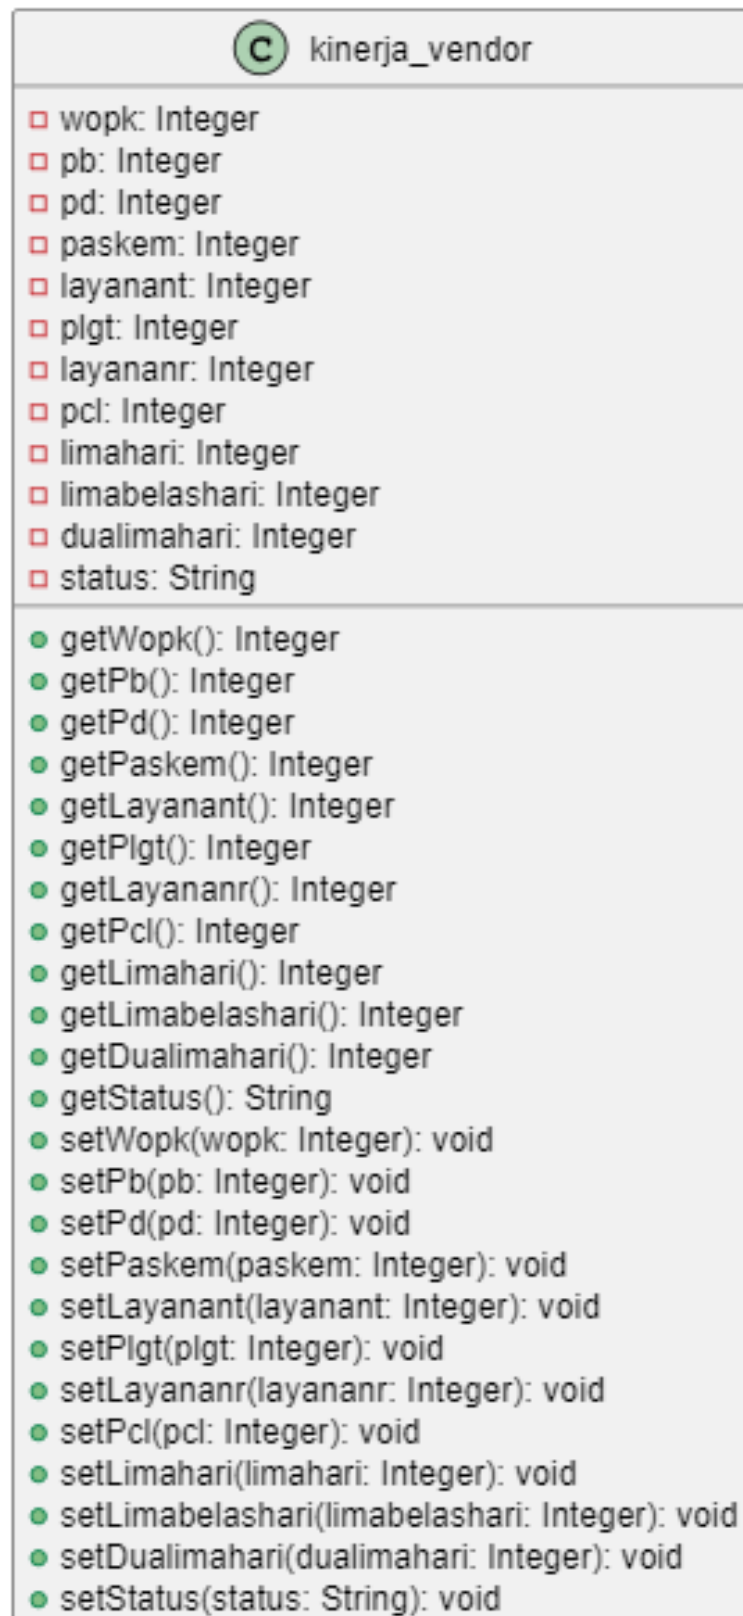 C kinerja_vendor
wopk: Integer
pb: Integer
pd: Integer
paskem: Integer
layanant: Integer
plgt: Integer
layananr: Integer
pcl: Integer
limahari: Integer
limabelashari: Integer
dualimahari: Integer
status: String
getWopk(): Integer
getPb(): Integer
getPd(): Integer
getPaskem(): Integer
getLayanant(): Integer
getPlgt(): Integer
getLayananr(): Integer
getPcl(): Integer
getLimahari(): Integer
getLimabelashari(): Integer
getDualimahari(): Integer
getStatus(): String
setWopk(wopk: Integer): void
setPb(pb: Integer): void
setPd(pd: Integer): void
setPaskem(paskem: Integer): void
setLayanant(layanant: Integer): void
setPlgt(plgt: Integer): void
setLayananr(layananr: Integer): void
setPcl(pcl: Integer): void
setLimahari(limahari: Integer): void
setLimabelashari(limabelashari: Integer): void
setDualimahari(dualimahari: Integer): void
setStatus(status: String): void